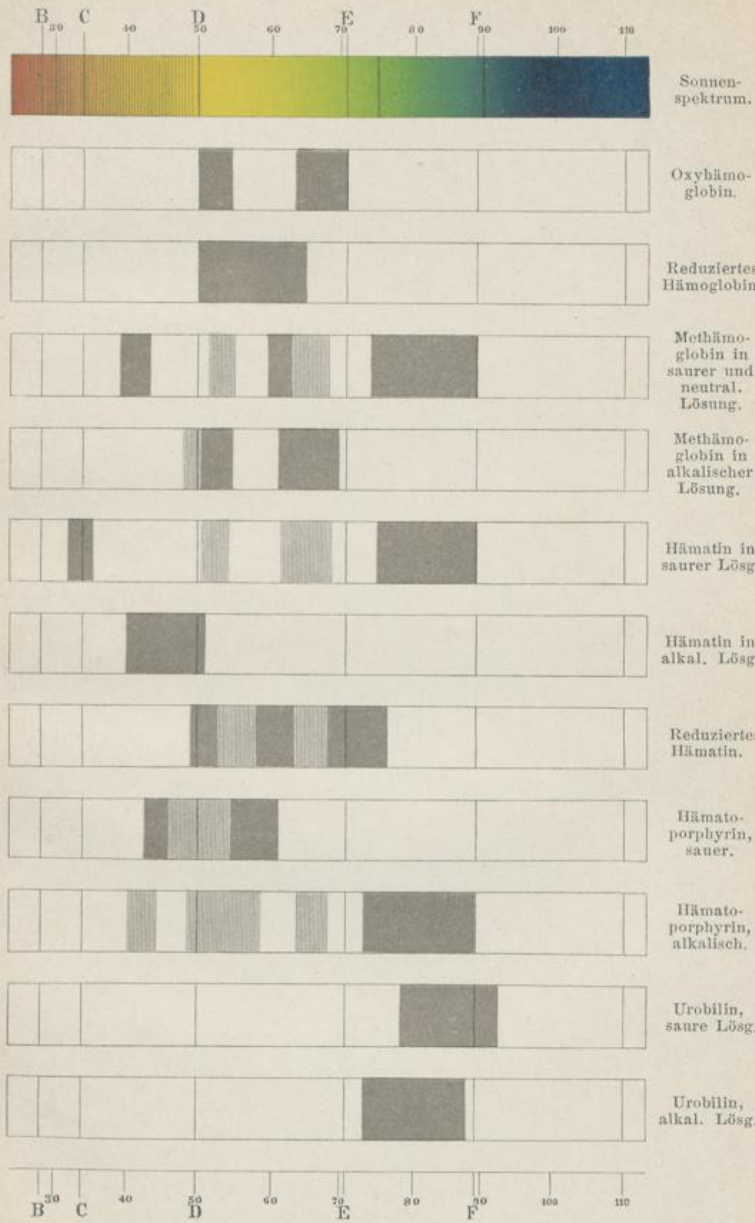 B C D E F
30 40 50 60 70 80 90 100 110
Sonnen-
spektrum.
Oxyhämo-
globin.
Reduziertes
Hämoglobin
Methämo-
globin in
saurer und
neutral.
Lösung.
Methämo-
globin in
alkalischer
Lösung.
Hämatin in
saurer Lösg
Hämatin in
alkal. Lösg
Reduziertes
Hämatin.
Hämato-
porphyrin,
sauer.
Hämato-
porphyrin,
alkalisch.
Urobilin,
saure Lösg.
Urobilin,
alkal. Lösg.
30 40 50 60 70 80 90 100 110
B C D E F